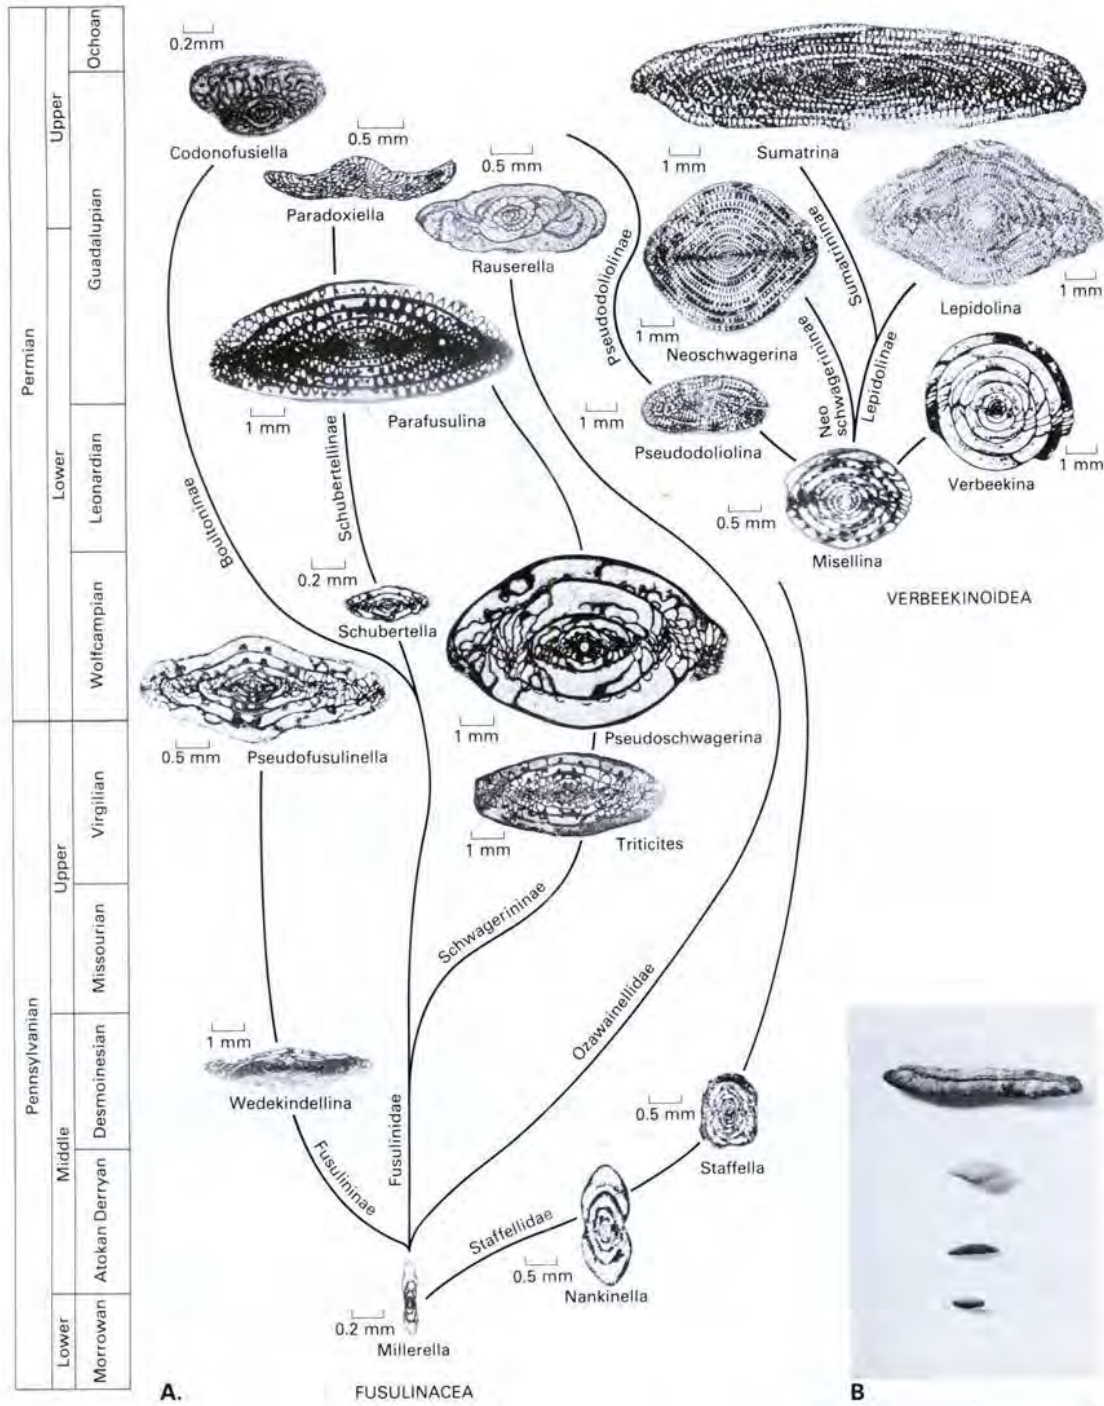 Permian
Pennsylvanian
Upper
Lower
Upper
Middle
Lower
Ochoan
Guadalupian
Leonardian
Wolfcampian
Virgilian
Missourian
Desmoinesian
Atokan Derryan
Morrowan
0.2mm
Codonofusiella
0.5 mm
Paradoxiella
0.5 mm
Rauserella
1 mm
Sumatrina
1 mm
Neoschwagerina
1 mm
Lepidolina
1 mm
Parafusulina
1 mm
Pseudodoliolina
0.5 mm
Misellina
1 mm
Verbeekina
VERBEEKINOIDEA
Pseudodoliolinae
Sumatrininae
Neo
schwagerininae
Lepidolinae
Boultoninae
Schubertellinae
0.2 mm
Schubertella
0.5 mm
Pseudofusulinella
1 mm
Pseudoschwagerina
1 mm
Triticites
Schwagerininae
Ozawainellidae
1 mm
Wedekindellina
Fusulininae
Fusulinidae
0.5 mm
Staffella
Staffellidae
0.5 mm
Nankinella
0.2 mm
Millerella
A.
FUSULINACEA
B